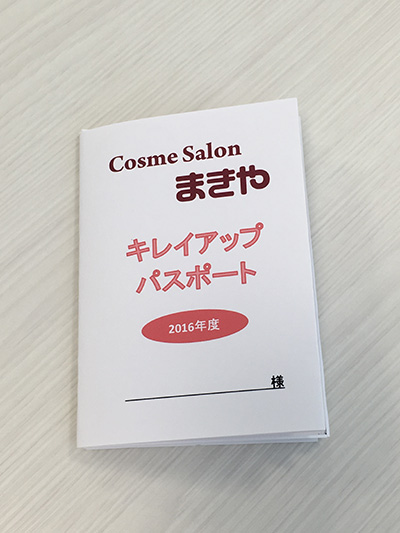 Cosme Salon
まきや
キレイアップ
パスポート
2016年度
様